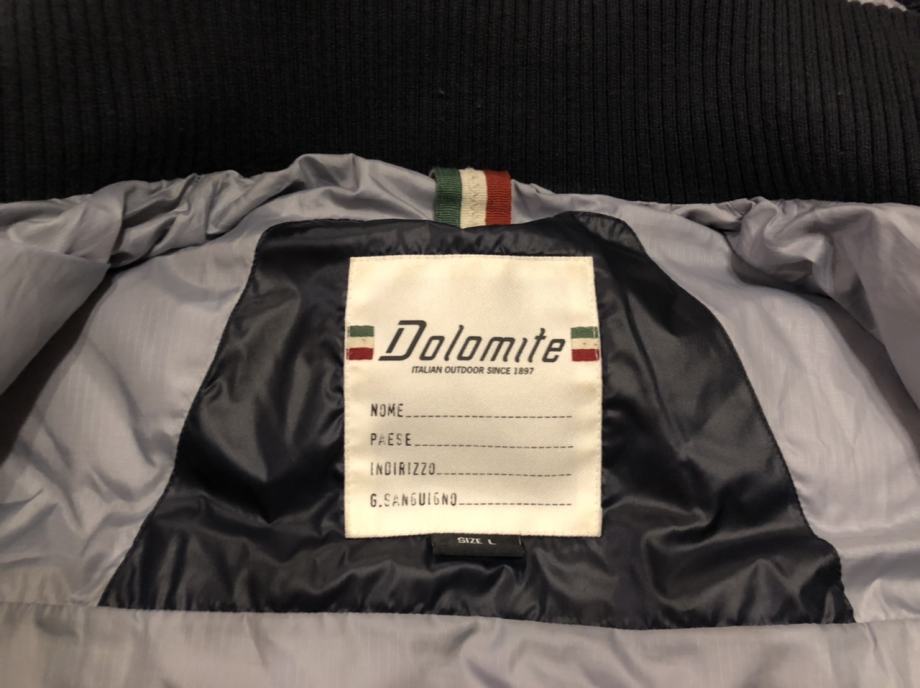 Dolomite
ITALIAN OUTDOOR SINCE 1897
NOME
PAESE
INDIRIZZO
G.SANGUIGNO
SIZE L